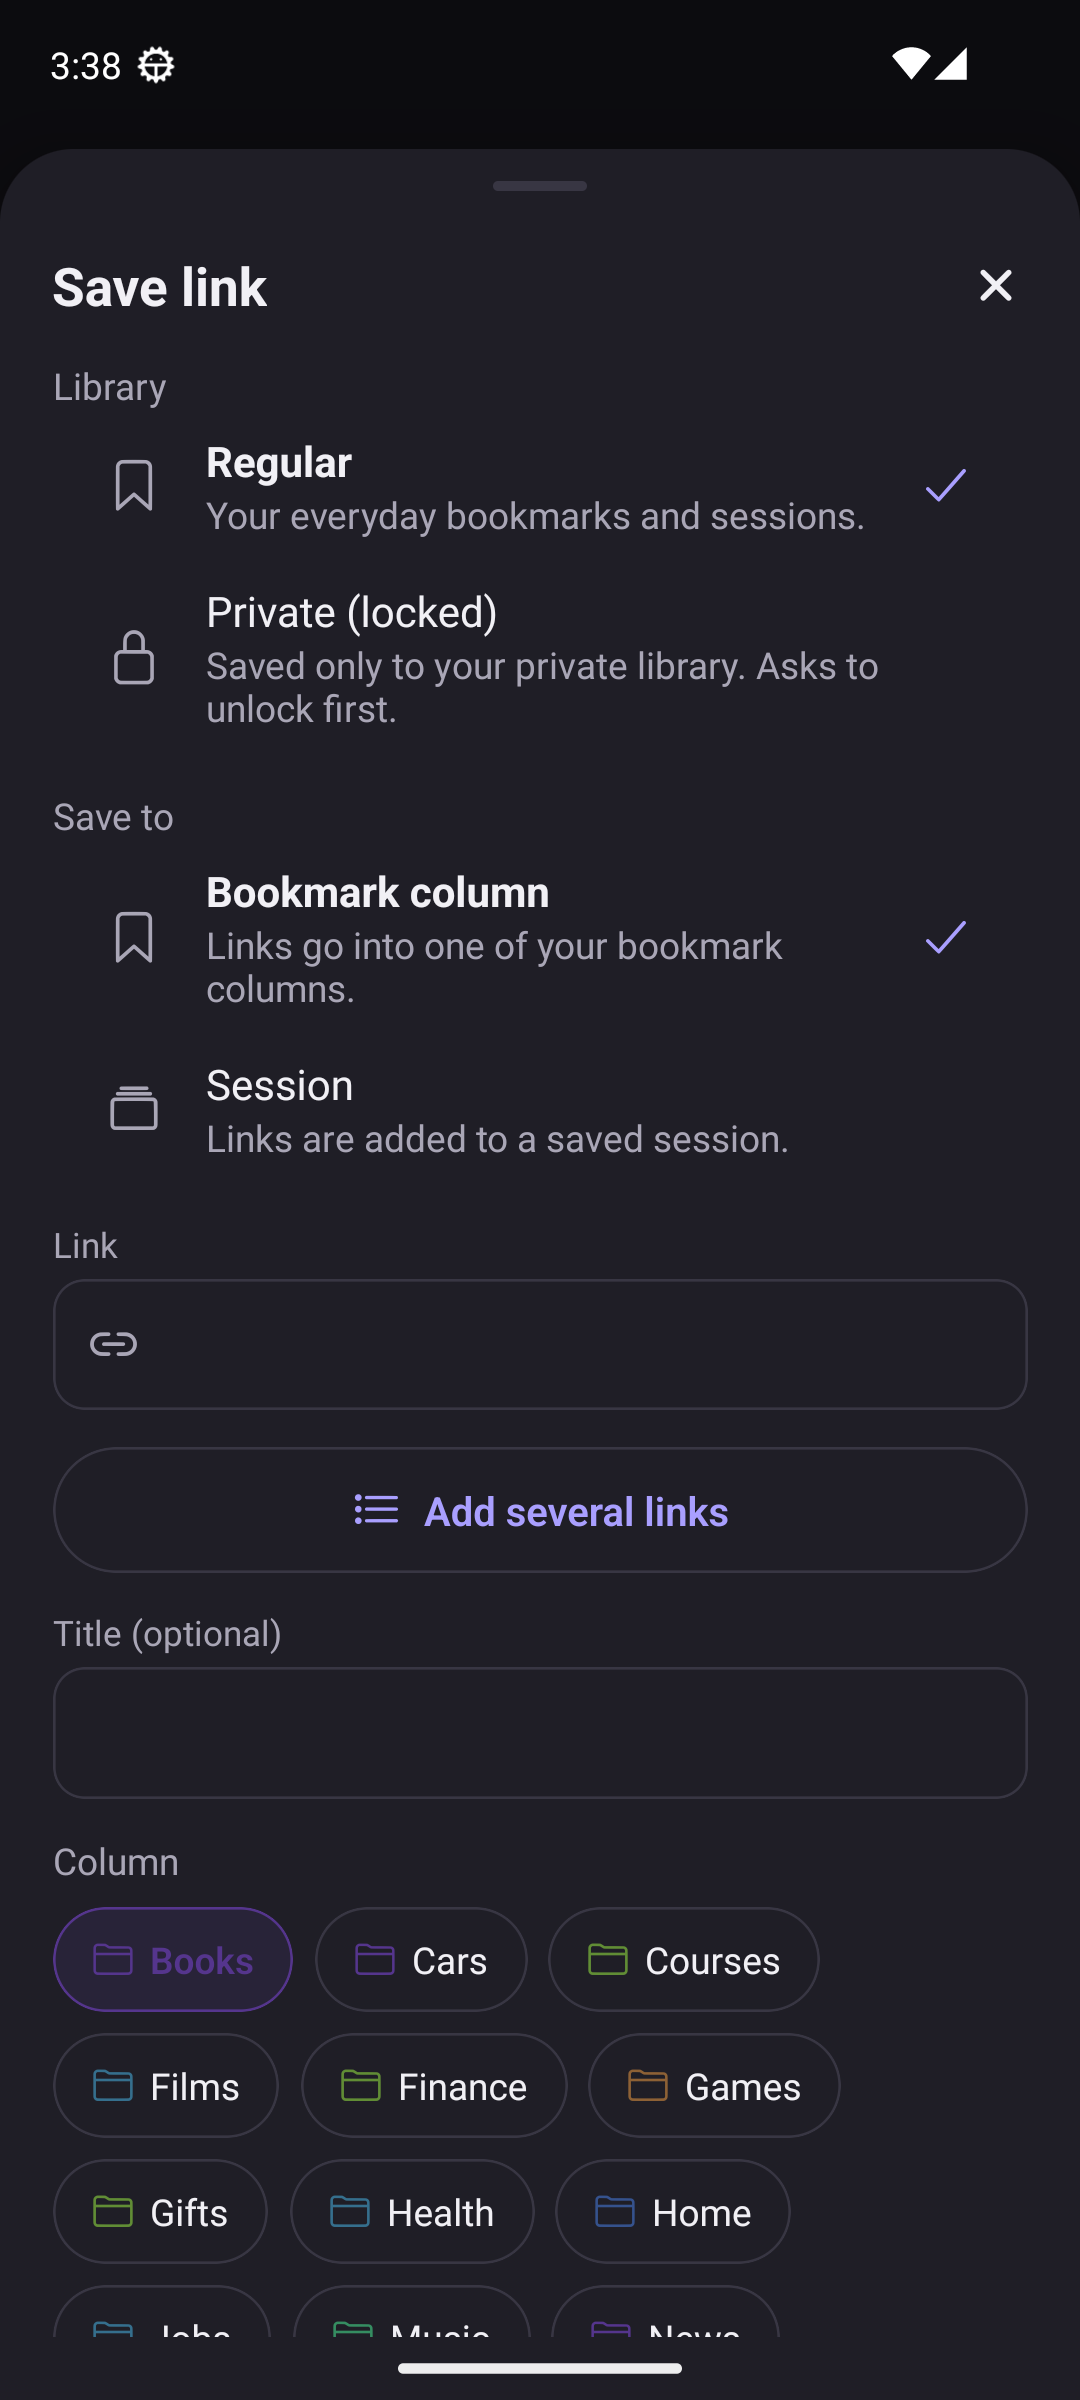 3:38
Save link
Library
Regular
Your everyday bookmarks and sessions.
Private (locked)
Saved only to your private library. Asks to
unlock first.
Save to
Bookmark column
Links go into one of your bookmark
columns.
Session
Links are added to a saved session.
Link
Add several links
Title (optional)
Column
Books Cars Courses
Films Finance Games
Gifts Health Home
Jobs Music News